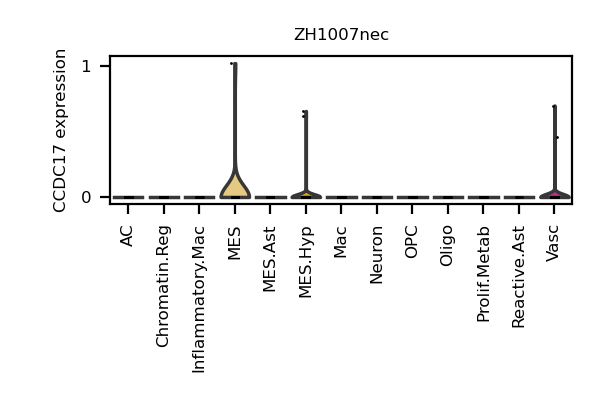 ZH1007nec
CCDC17 expression
1
0
AC
Chromatin.Reg
Inflammatory.Mac
MES
MES.Ast
MES.Hyp
Mac
Neuron
OPC
Oligo
Prolif.Metab
Reactive.Ast
Vasc